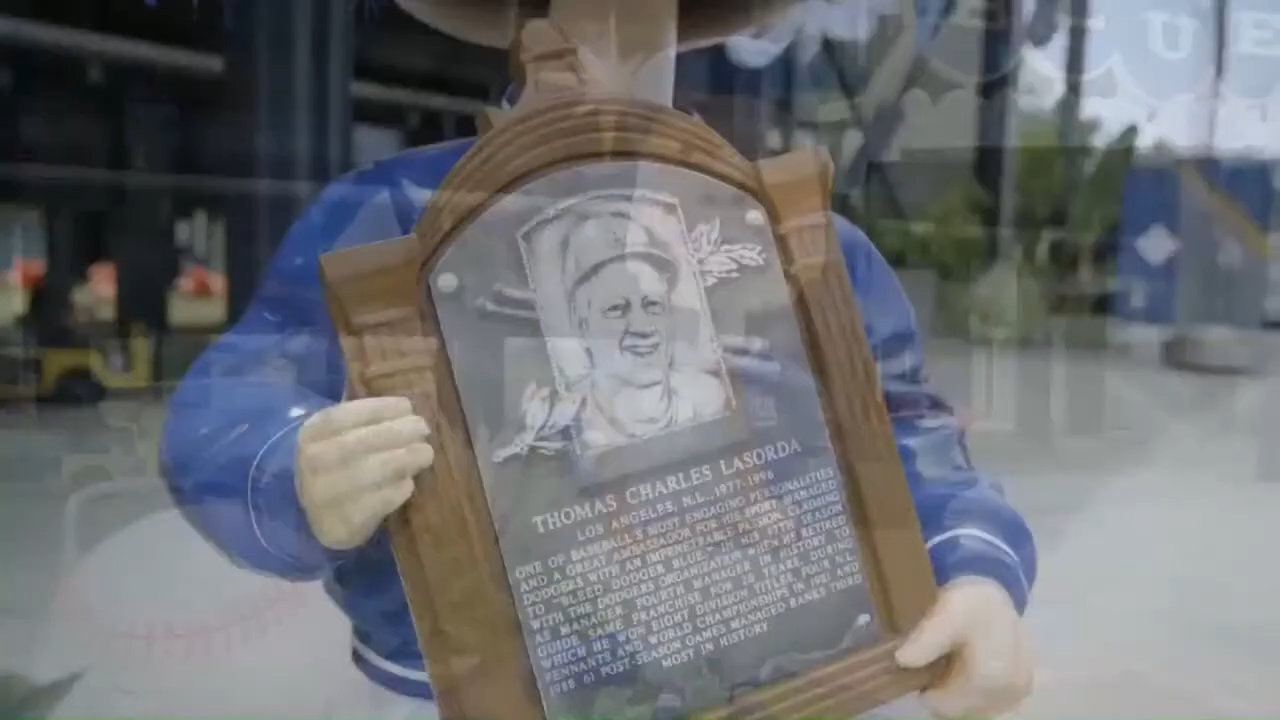 UE
THOMAS CHARLES LASORDA
LOS ANGELES, N.L., 1977-1996
ONE OF BASEBALL'S MOST ENGAGING PERSONALITIES
AND A GREAT AMBASSADOR FOR HIS SPORT. MANAGED
DODGERS WITH AN IMPENETRABLE PASSION, CLAIMING
TO "BLEED DODGER BLUE." IN HIS 47TH SEASON
WITH THE DODGERS ORGANIZATION WHEN HE RETIRED
AS MANAGER. FOURTH MANAGER IN HISTORY TO
GUIDE SAME FRANCHISE FOR 20 YEARS, DURING
WHICH HE WON EIGHT DIVISION TITLES, FOUR N.L.
PENNANTS AND WORLD CHAMPIONSHIPS IN 1981 AND
1988. 61 POST-SEASON GAMES MANAGED RANKS THIRD
MOST IN HISTORY.